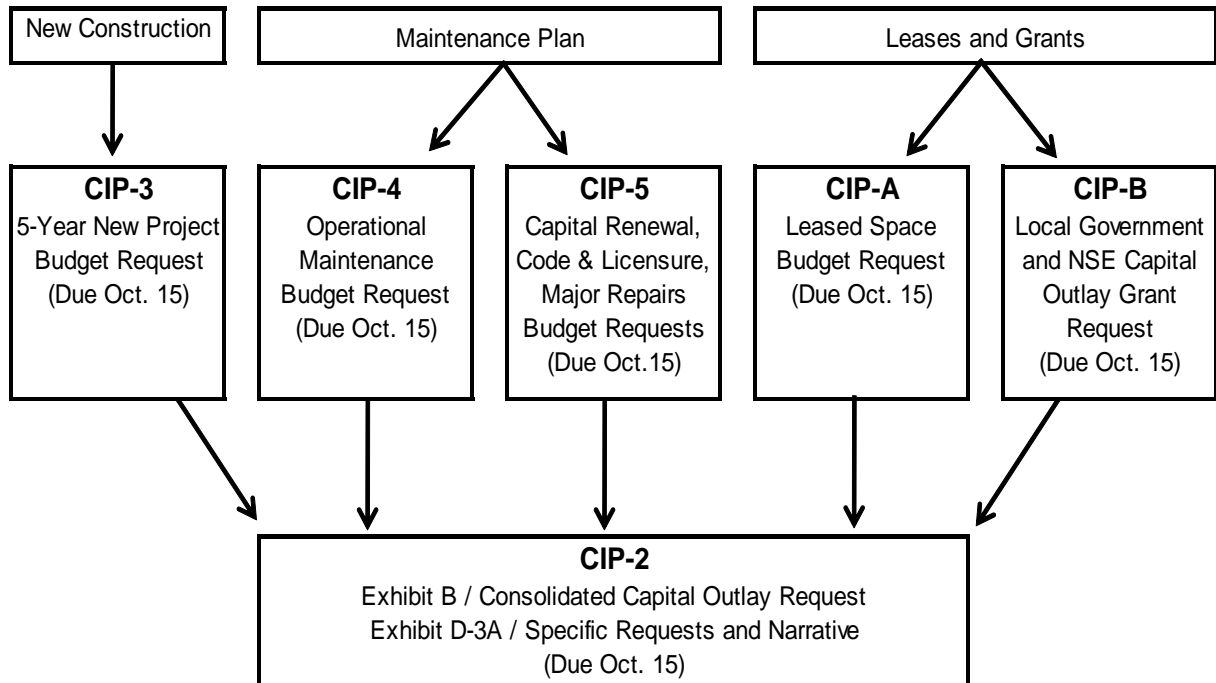 New Construction
Maintenance Plan
Leases and Grants
CIP-3
5-Year New Project
Budget Request
(Due Oct. 15)
CIP-4
Operational
Maintenance
Budget Request
(Due Oct. 15)
CIP-5
Capital Renewal,
Code & Licensure,
Major Repairs
Budget Requests
(Due Oct.15)
CIP-A
Leased Space
Budget Request
(Due Oct. 15)
CIP-B
Local Government
and NSE Capital
Outlay Grant
Request
(Due Oct. 15)
CIP-2
Exhibit B / Consolidated Capital Outlay Request
Exhibit D-3A / Specific Requests and Narrative
(Due Oct. 15)